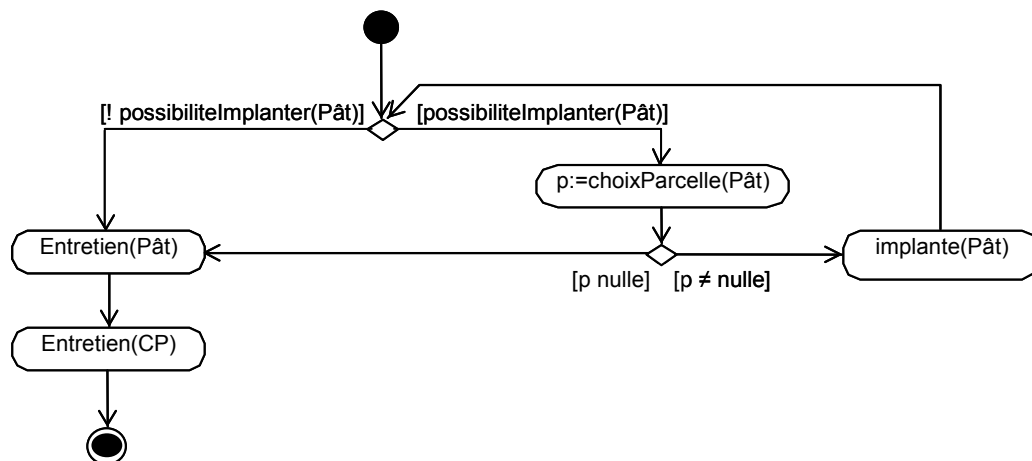 [! possibiliteImplanter(Pât)]
[possibiliteImplanter(Pât)]
p:=choixParcelle(Pât)
Entretien(Pât)
implante(Pât)
[p nulle]
[p ≠ nulle]
Entretien(CP)